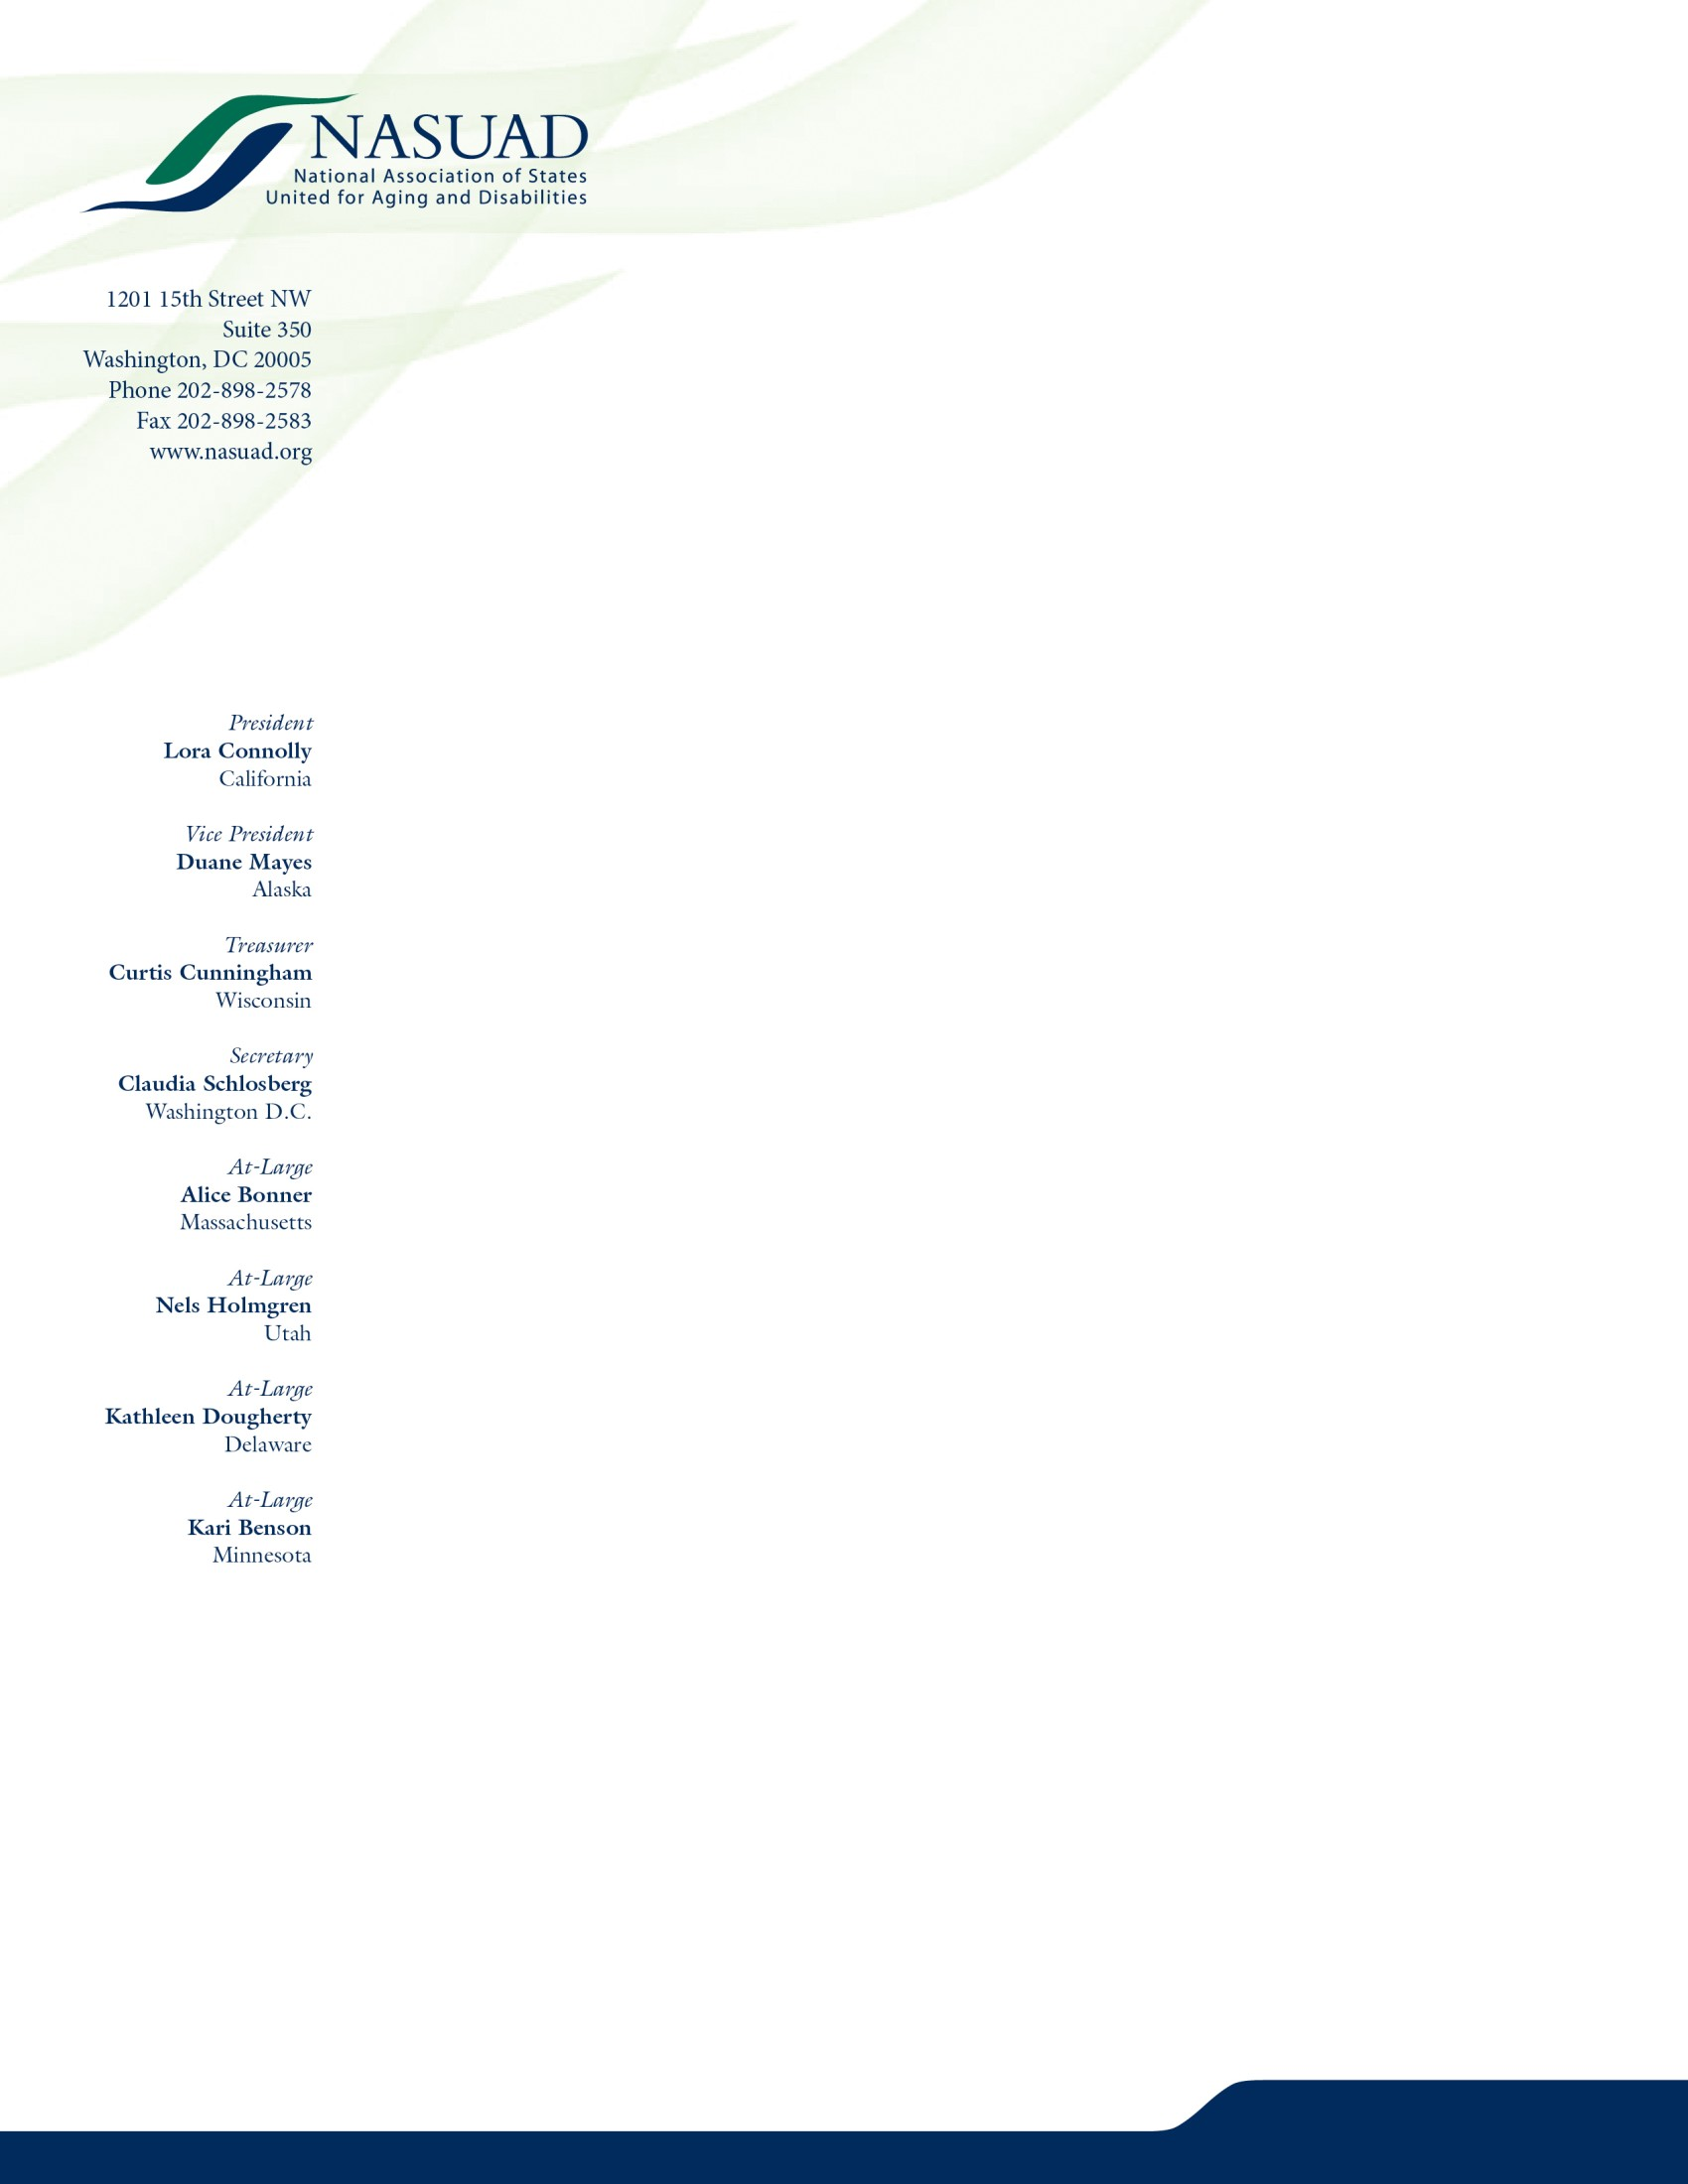 NASUAD
National Association of States
United for Aging and Disabilities
1201 15th Street NW
Suite 350
Washington, DC 20005
Phone 202-898-2578
Fax 202-898-2583
www.nasuad.org
President
Lora Connolly
California
Vice President
Duane Mayes
Alaska
Treasurer
Curtis Cunningham
Wisconsin
Secretary
Claudia Schlosberg
Washington D.C.
At-Large
Alice Bonner
Massachusetts
At-Large
Nels Holmgren
Utah
At-Large
Kathleen Dougherty
Delaware
At-Large
Kari Benson
Minnesota